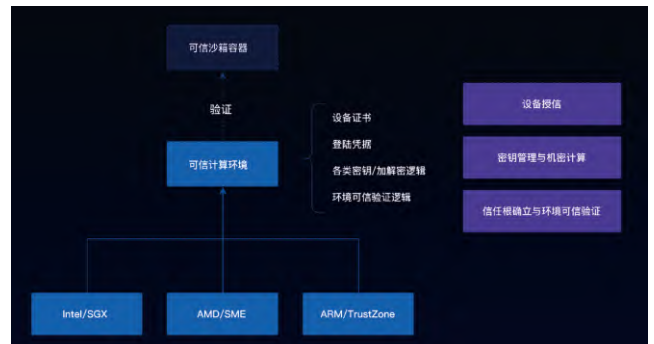 可信沙箱容器
验证
可信计算环境
设备证书
登陆凭据
各类密钥/加解密逻辑
环境可信验证逻辑
设备授信
密钥管理与机密计算
信任根确立与环境可信验证
Intel/SGX
AMD/SME
ARM/TrustZone